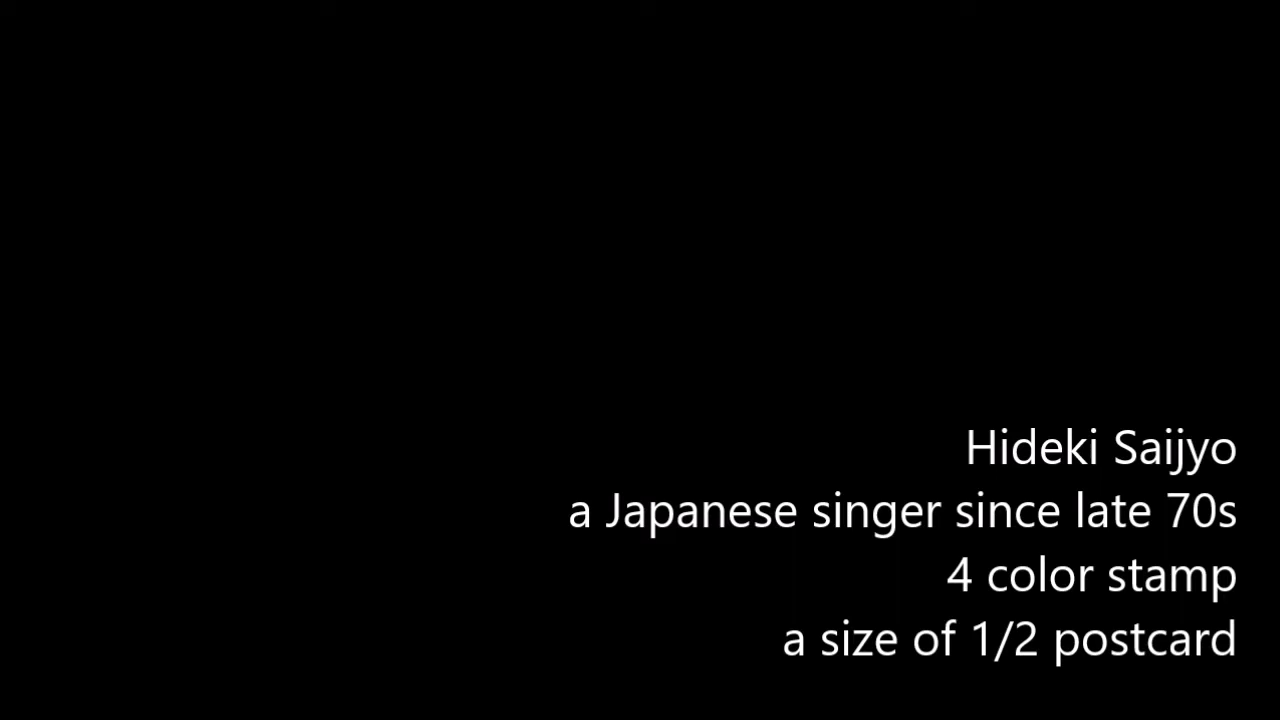 Hideki Saijyo
a Japanese singer since late 70s
4 color stamp
a size of 1/2 postcard